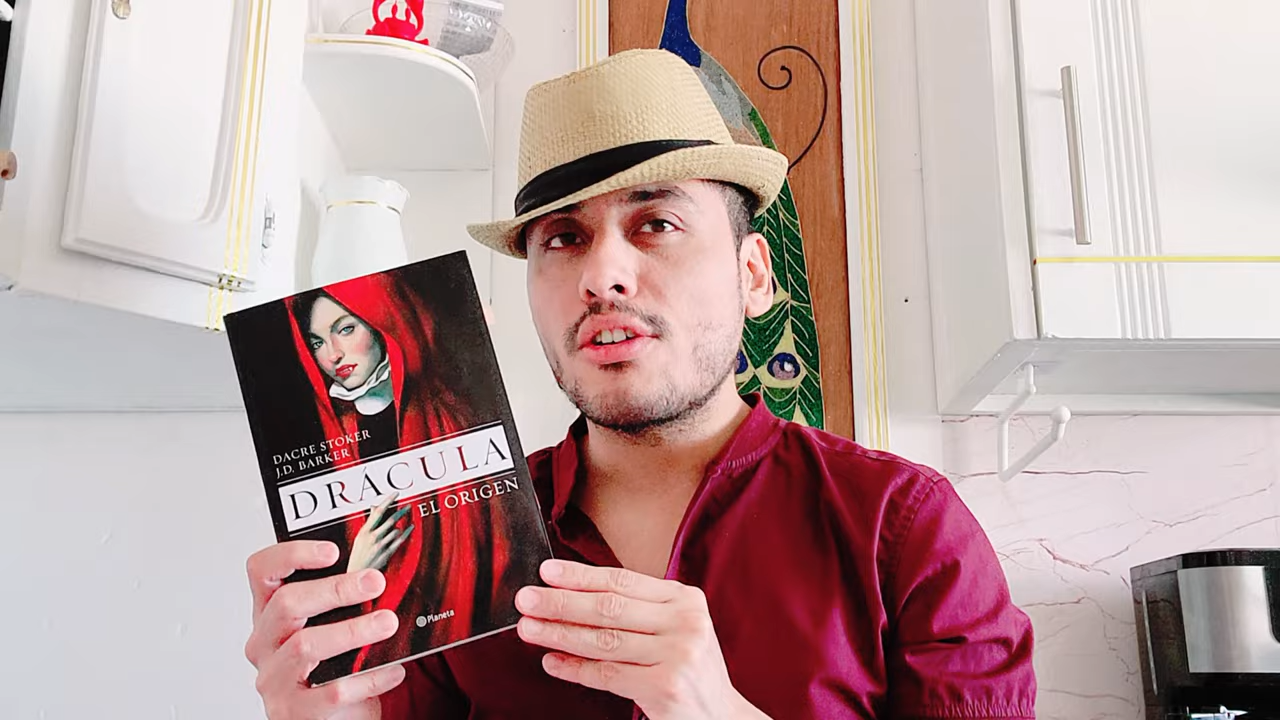 DACRE STOKER
J.D. BARKER
DRÁCULA
EL ORIGEN
Planeta